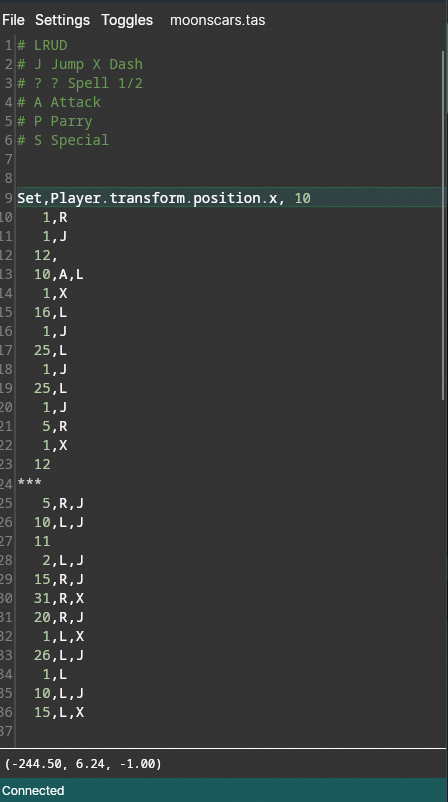 File Settings Toggles moonscars.tas
1 # LRUD
2 # J Jump X Dash
3 # ? ? Spell 1/2
4 # A Attack
5 # P Parry
6 # S Special
7
8
9 Set,Player.transform.position.x, 10
10 1,R
11 1,J
12 12,
13 10,A,L
14 1,X
15 16,L
16 1,J
17 25,L
18 1,J
19 25,L
20 1,J
21 5,R
22 1,X
23 12
24 ***
25 5,R,J
26 10,L,J
27 11
28 2,L,J
29 15,R,J
30 31,R,X
31 20,R,J
32 1,L,X
33 26,L,J
34 1,L
35 10,L,J
36 15,L,X
37
(-244.50, 6.24, -1.00)
Connected